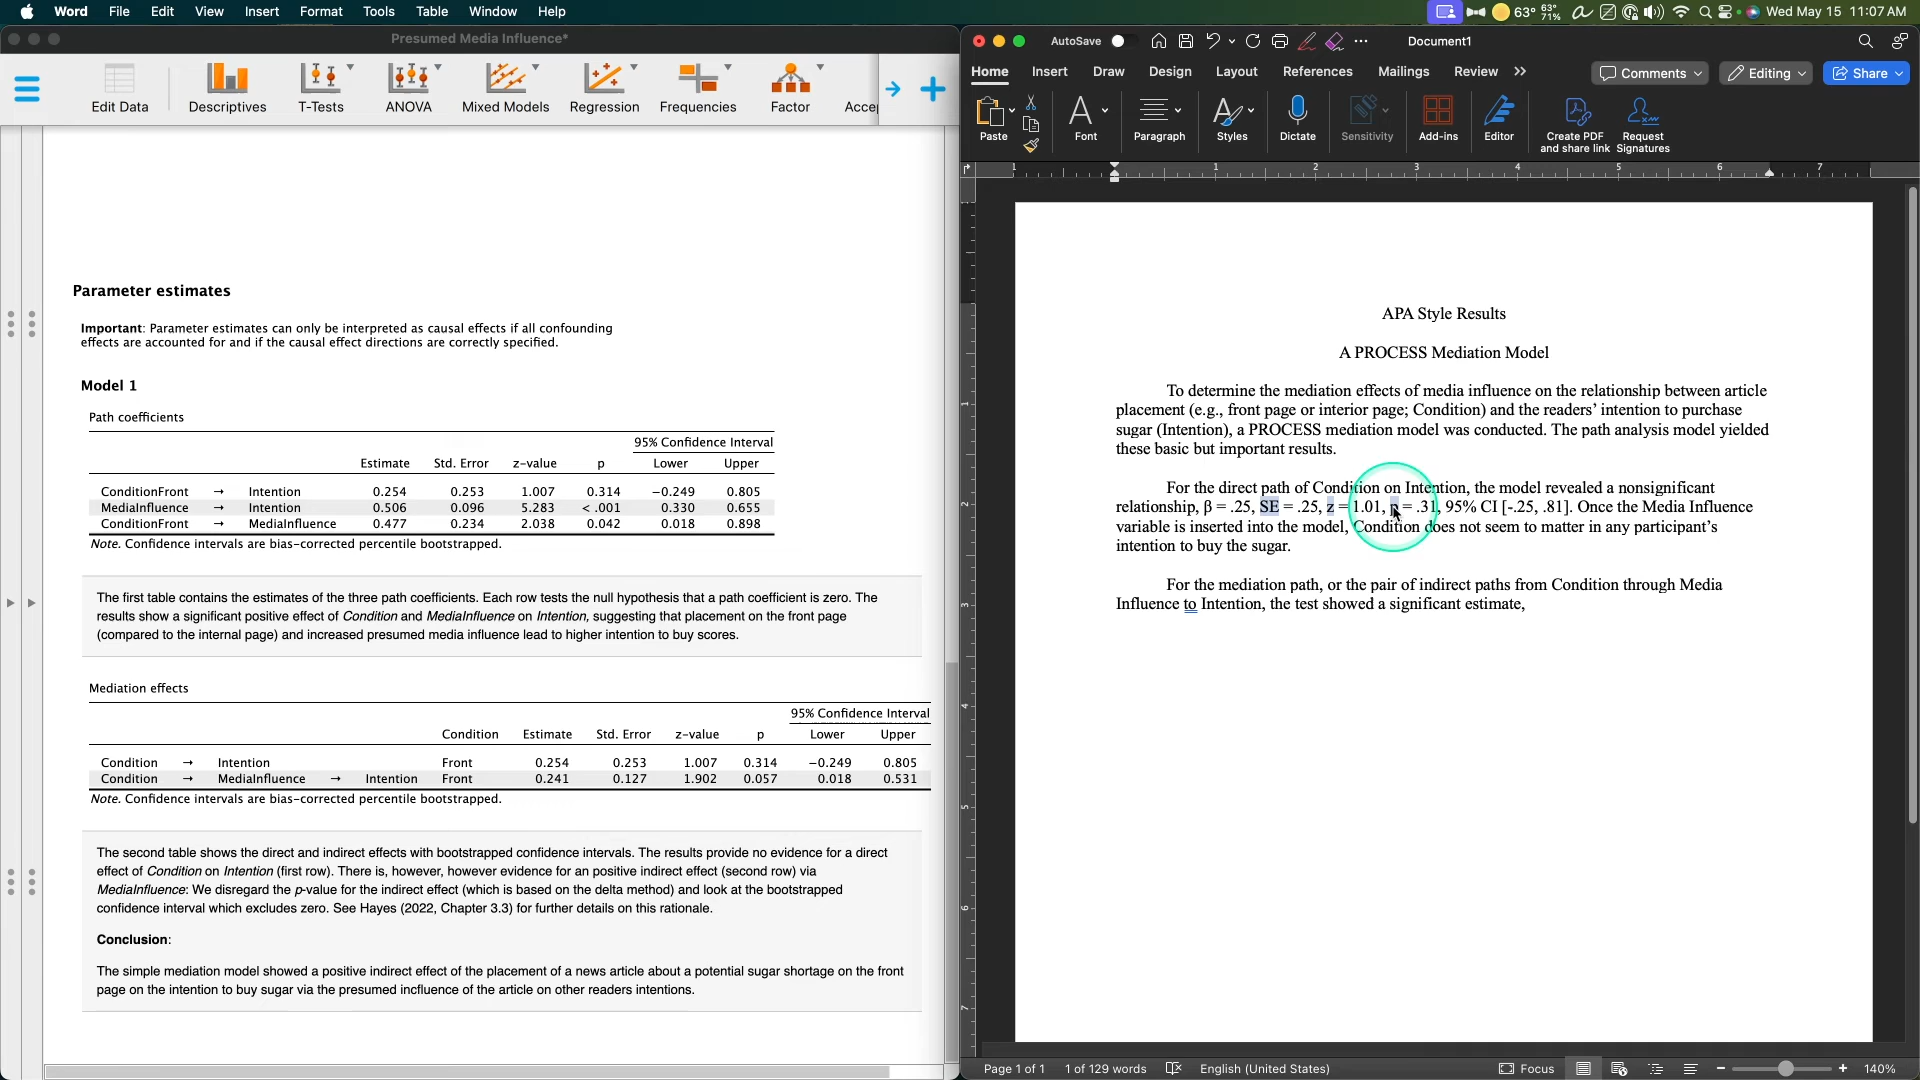 Word File Edit View Insert Format Tools Table Window Help
63° 63° 71% Wed May 15 11:07 AM
Presumed Media Influence*
Edit Data Descriptives T-Tests ANOVA Mixed Models Regression Frequencies Factor Accep
Parameter estimates
Important: Parameter estimates can only be interpreted as causal effects if all confounding
effects are accounted for and if the causal effect directions are correctly specified.
Model 1
Path coefficients
95% Confidence Interval
Estimate Std. Error z-value p Lower Upper
ConditionFront → Intention 0.254 0.253 1.007 0.314 −0.249 0.805
MediaInfluence → Intention 0.506 0.096 5.283 < .001 0.330 0.655
ConditionFront → MediaInfluence 0.477 0.234 2.038 0.042 0.018 0.898
Note. Confidence intervals are bias-corrected percentile bootstrapped.
The first table contains the estimates of the three path coefficients. Each row tests the null hypothesis that a path coefficient is zero. The
results show a significant positive effect of Condition and MediaInfluence on Intention, suggesting that placement on the front page
(compared to the internal page) and increased presumed media influence lead to higher intention to buy scores.
Mediation effects
95% Confidence Interval
Condition Estimate Std. Error z-value p Lower Upper
Condition → Intention Front 0.254 0.253 1.007 0.314 −0.249 0.805
Condition → MediaInfluence → Intention Front 0.241 0.127 1.902 0.057 0.018 0.531
Note. Confidence intervals are bias-corrected percentile bootstrapped.
The second table shows the direct and indirect effects with bootstrapped confidence intervals. The results provide no evidence for a direct
effect of Condition on Intention (first row). There is, however, however evidence for an positive indirect effect (second row) via
MediaInfluence: We disregard the p-value for the indirect effect (which is based on the delta method) and look at the bootstrapped
confidence interval which excludes zero. See Hayes (2022, Chapter 3.3) for further details on this rationale.
Conclusion:
The simple mediation model showed a positive indirect effect of the placement of a news article about a potential sugar shortage on the front
page on the intention to buy sugar via the presumed incfluence of the article on other readers intentions.
AutoSave Document1
Home Insert Draw Design Layout References Mailings Review >> Comments Editing Share
Paste Font Paragraph Styles Dictate Sensitivity Add-ins Editor Create PDF and share link Request Signatures
1 1 2 3 4 5 6 7
APA Style Results
A PROCESS Mediation Model
To determine the mediation effects of media influence on the relationship between article
placement (e.g., front page or interior page; Condition) and the readers’ intention to purchase
sugar (Intention), a PROCESS mediation model was conducted. The path analysis model yielded
these basic but important results.
For the direct path of Condition on Intention, the model revealed a nonsignificant
relationship, β = .25, SE = .25, z = 1.01, p = .31, 95% CI [-.25, .81]. Once the Media Influence
variable is inserted into the model, Condition does not seem to matter in any participant’s
intention to buy the sugar.
For the mediation path, or the pair of indirect paths from Condition through Media
Influence to Intention, the test showed a significant estimate,
1
2
3
4
5
6
7
Page 1 of 1 1 of 129 words English (United States) Focus 140%